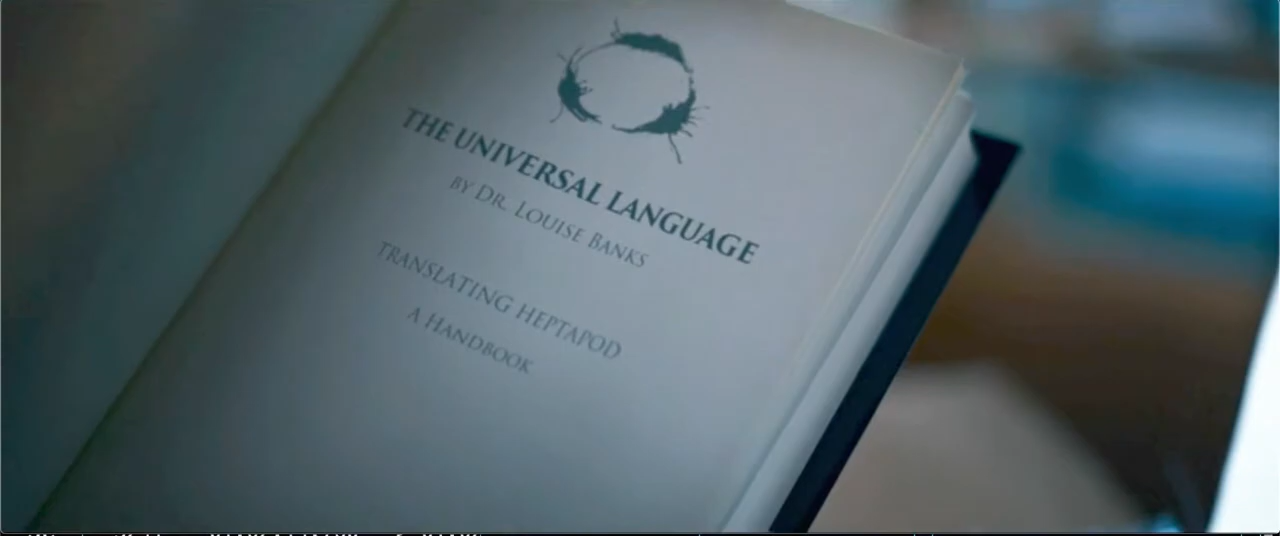 THE UNIVERSAL LANGUAGE
BY DR. LOUISE BANKS
TRANSLATING HEPTAPOD
A HANDBOOK